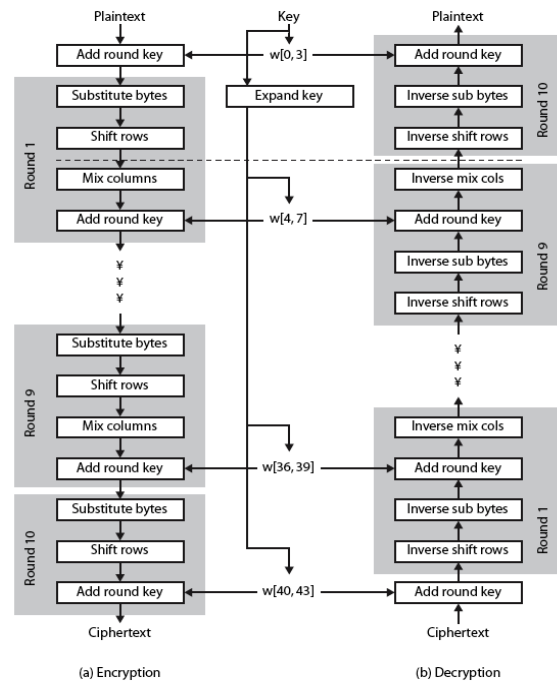 Plaintext
Key
Plaintext
Add round key
w[0, 3]
Add round key
Substitute bytes
Expand key
Inverse sub bytes
Shift rows
Inverse shift rows
Round 1
Round 10
Mix columns
Inverse mix cols
Add round key
w[4, 7]
Add round key
Inverse sub bytes
Inverse shift rows
Round 9
¥
¥
¥
¥
¥
¥
Substitute bytes
Shift rows
Mix columns
Inverse mix cols
Round 9
Add round key
w[36, 39]
Add round key
Substitute bytes
Inverse sub bytes
Shift rows
Inverse shift rows
Round 10
Round 1
Add round key
w[40, 43]
Add round key
Ciphertext
Ciphertext
(a) Encryption
(b) Decryption